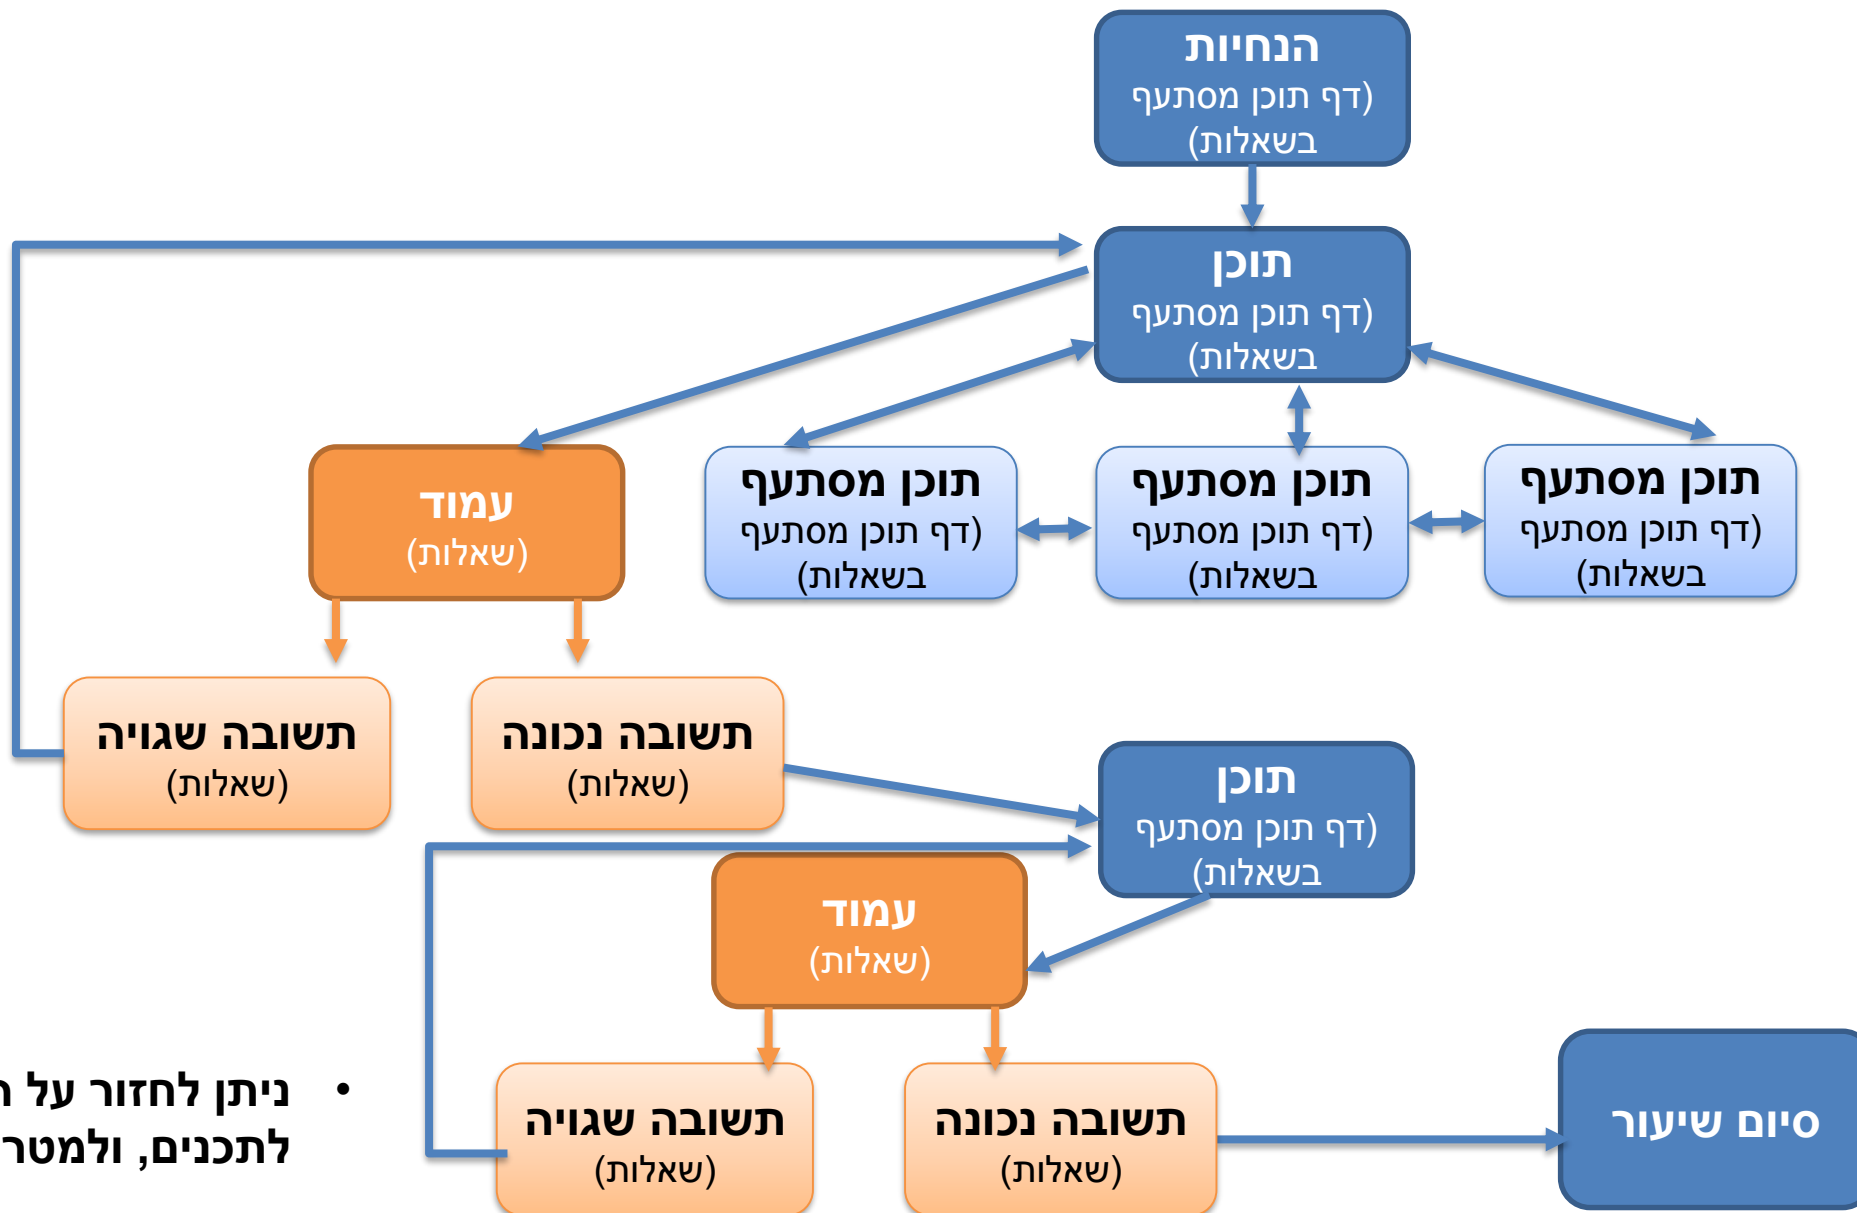 הנחיות
(דף תוכן מסתעף
בשאלות)
תוכן
(דף תוכן מסתעף
בשאלות)
תוכן מסתעף
(דף תוכן מסתעף
בשאלות)
תוכן מסתעף
(דף תוכן מסתעף
בשאלות)
תוכן מסתעף
(דף תוכן מסתעף
בשאלות)
עמוד
(שאלות)
תשובה נכונה
(שאלות)
תשובה שגויה
(שאלות)
תוכן
(דף תוכן מסתעף
בשאלות)
עמוד
(שאלות)
תשובה נכונה
(שאלות)
תשובה שגויה
(שאלות)
סיום שיעור
• ניתן לחזור על
לתכנים, ולמטר